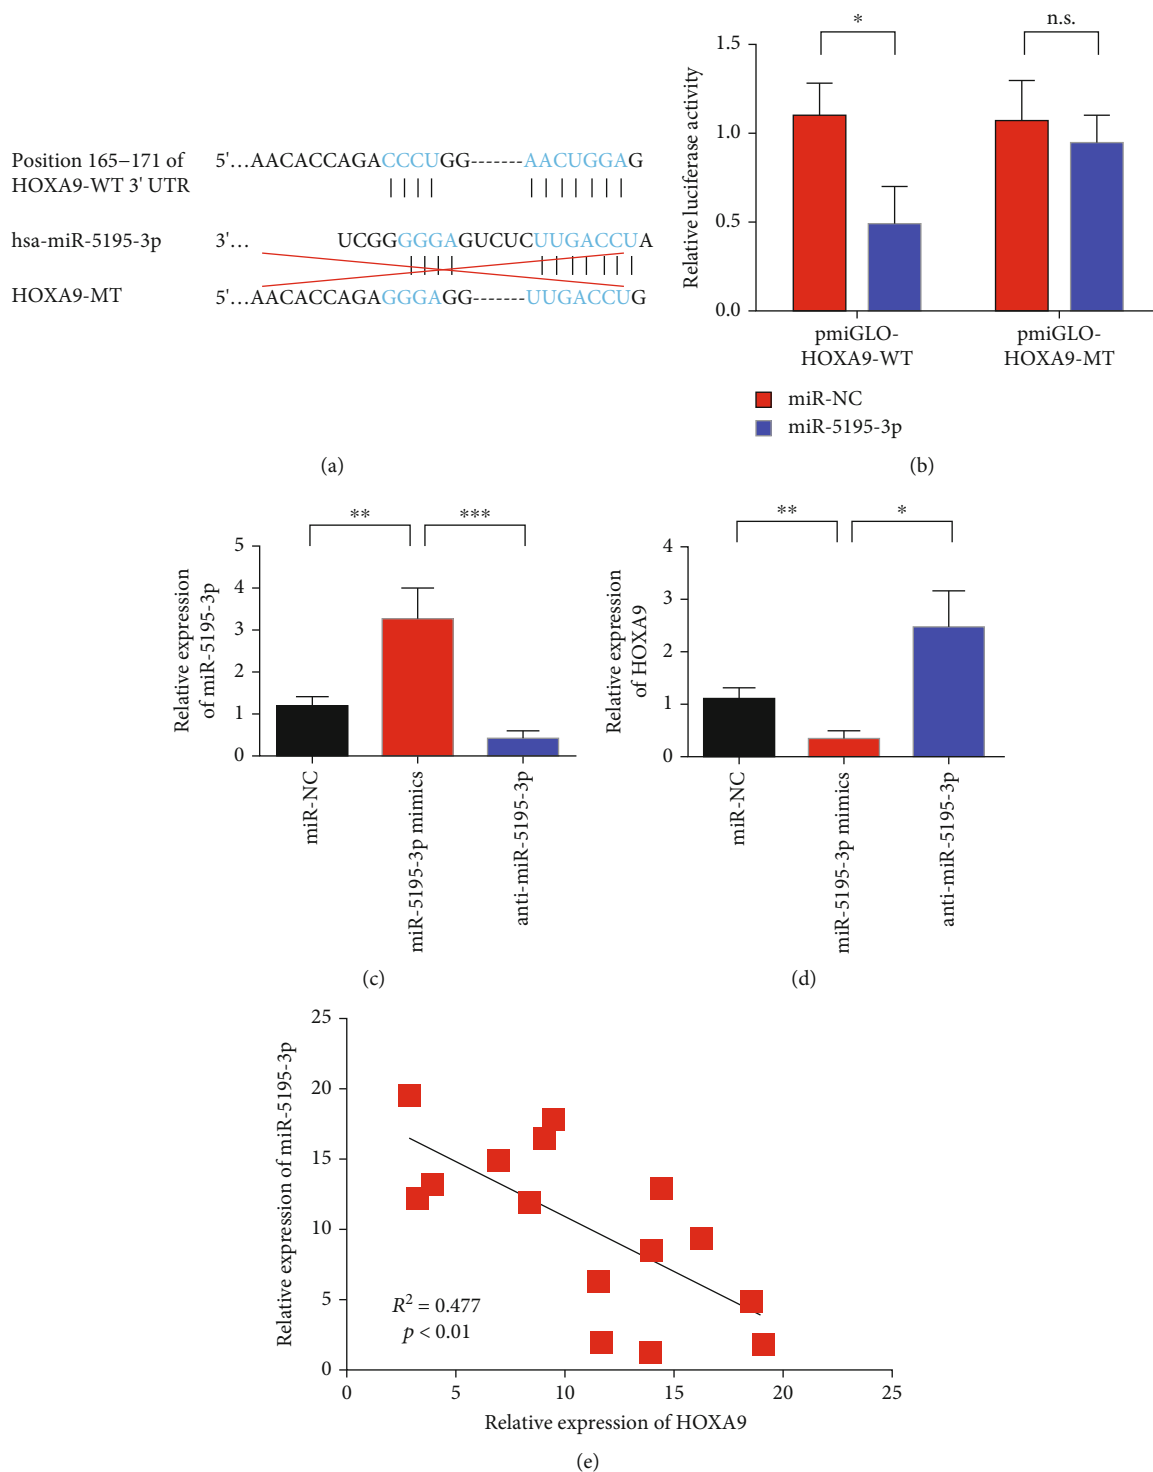 Position 165–171 of 5'…AACACCAGACCCUGG-------AACUGGAG
HOXA9-WT 3' UTR
hsa-miR-5195-3p 3'… UCGGGGGAGUCUCUUGACCUA
HOXA9-MT 5'…AACACCAGAGGGAGG-------UUGACCUG
(a)
* n.s.
Relative luciferase activity
1.5
1.0
0.5
0.0
pmiGLO-
HOXA9-WT
pmiGLO-
HOXA9-MT
miR-NC
miR-5195-3p
(b)
** ***
Relative expression
of miR-5195-3p
5
4
3
2
1
0
miR-NC
miR-5195-3p mimics
anti-miR-5195-3p
(c)
** *
Relative expression
of HOXA9
4
3
2
1
0
miR-NC
miR-5195-3p mimics
anti-miR-5195-3p
(d)
Relative expression of miR-5195-3p
25
20
15
10
5
0
R² = 0.477
p < 0.01
0 5 10 15 20 25
Relative expression of HOXA9
(e)